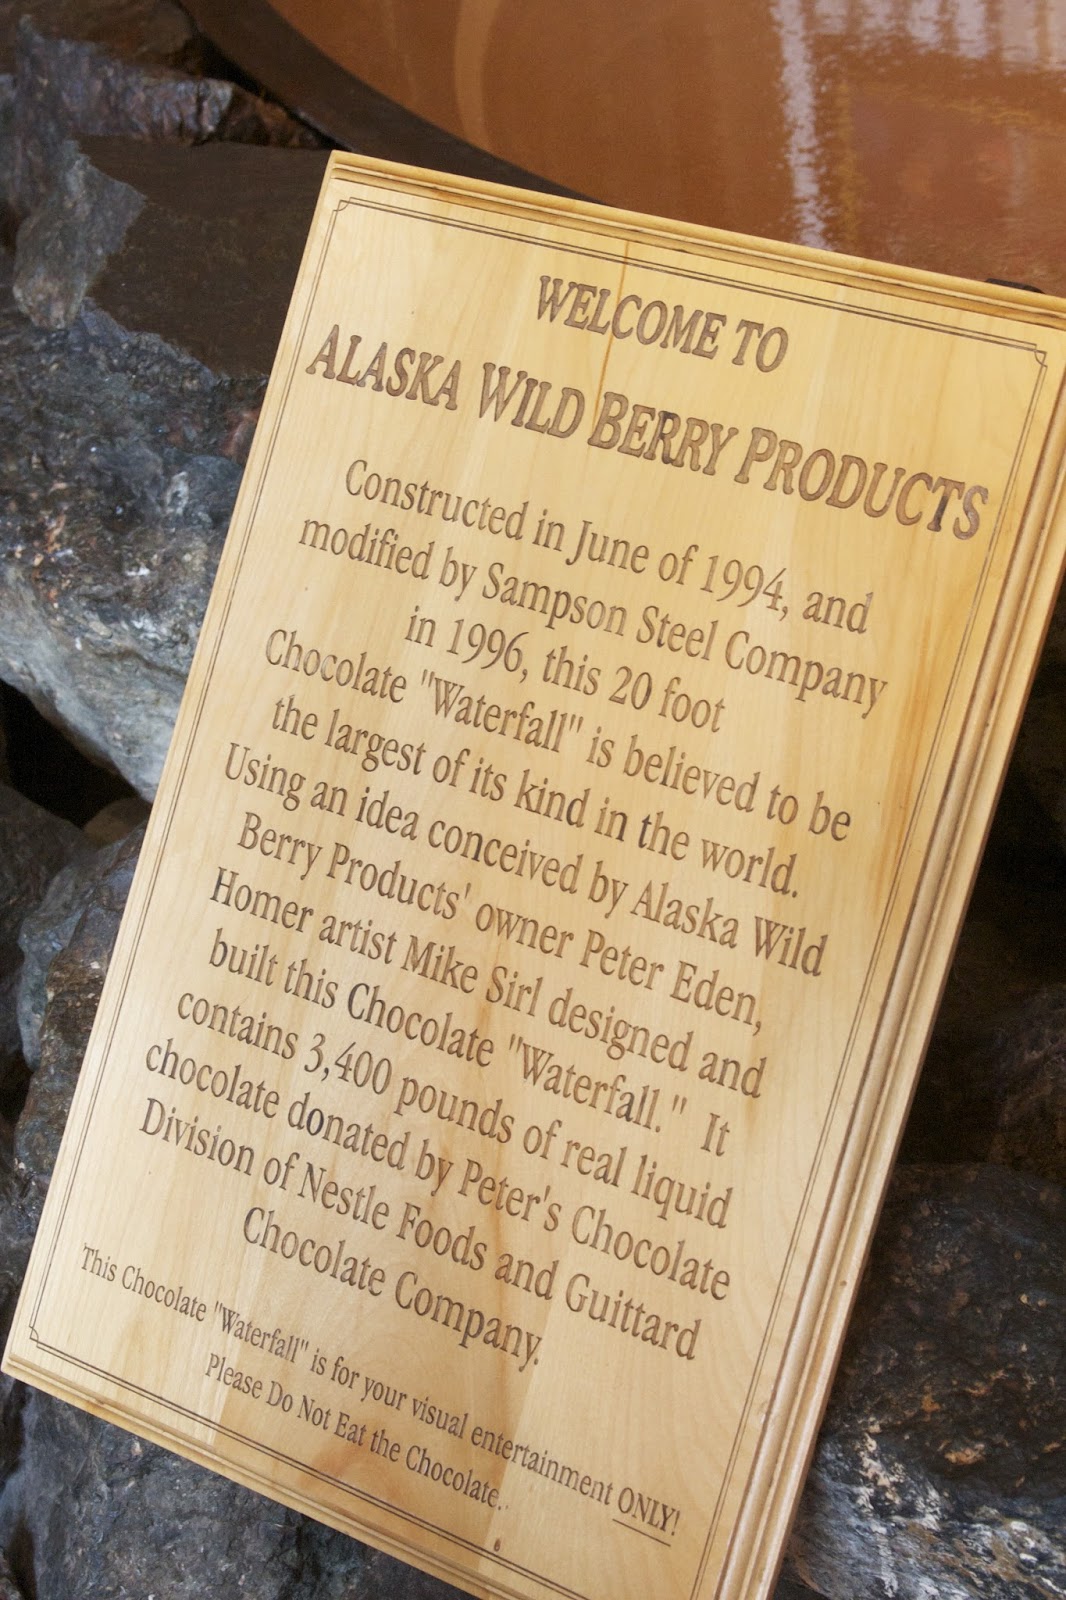 WELCOME TO
ALASKA WILD BERRY PRODUCTS
Constructed in June of 1994, and
modified by Sampson Steel Company
in 1996, this 20 foot
Chocolate "Waterfall" is believed to be
the largest of its kind in the world.
Using an idea conceived by Alaska Wild
Berry Products' owner Peter Eden,
Homer artist Mike Sirl designed and
built this Chocolate "Waterfall." It
contains 3,400 pounds of real liquid
chocolate donated by Peter's Chocolate
Division of Nestle Foods and Guittard
Chocolate Company.
This Chocolate "Waterfall" is for your visual entertainment ONLY!
Please Do Not Eat the Chocolate.